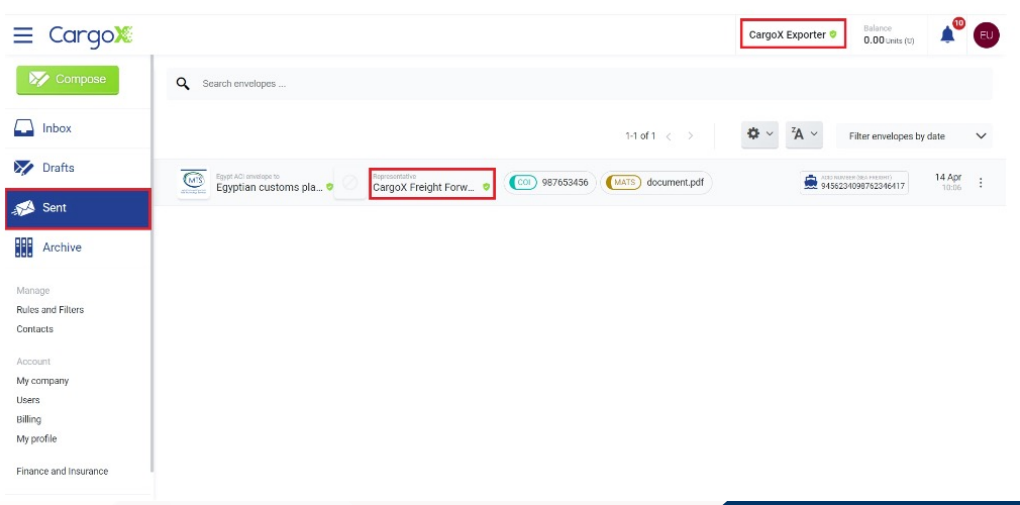 CargoX
CargoX Exporter
Balance
0.00 Units (U)
10
FU
Compose
Search envelopes ...
Inbox
1-1 of 1
ZA
Filter envelopes by date
Drafts
Sent
MTS
Egypt ACI envelope to
Egyptian customs pla...
Representative
CargoX Freight Forw...
COI 987653456
MATS document.pdf
9456234098762346417
14 Apr
10:06
Archive
Manage
Rules and Filters
Contacts
Account
My company
Users
Billing
My profile
Finance and Insurance